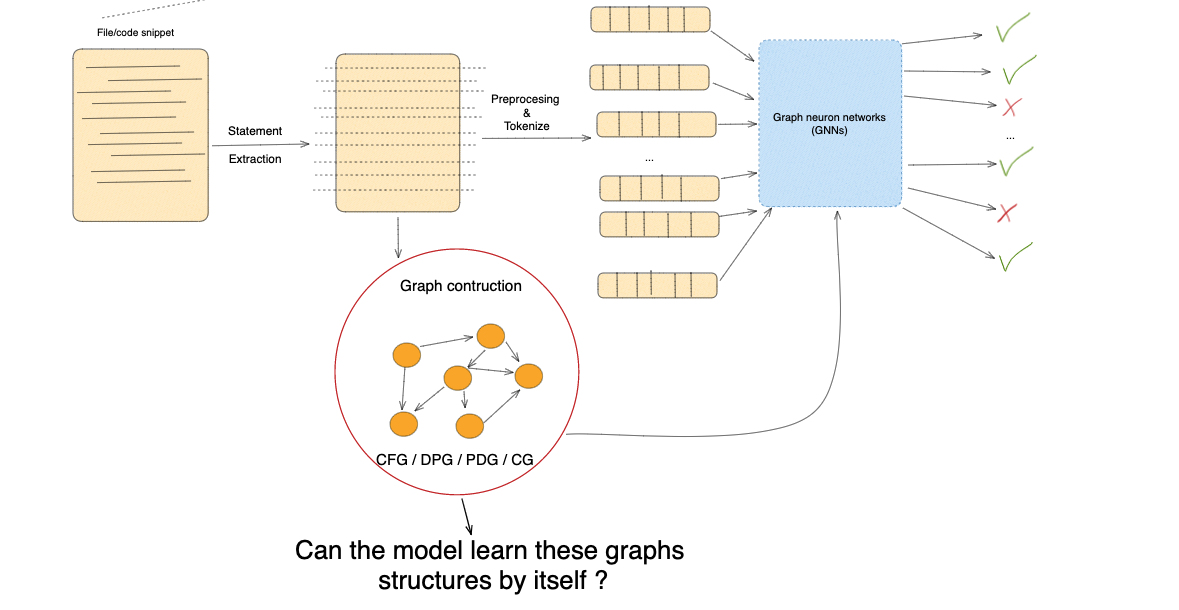 File/code snippet
Statement
Extraction
Preprocesing
&
Tokenize
...
Graph neuron networks
(GNNs)
...
Graph contruction
CFG / DPG / PDG / CG
Can the model learn these graphs
structures by itself ?